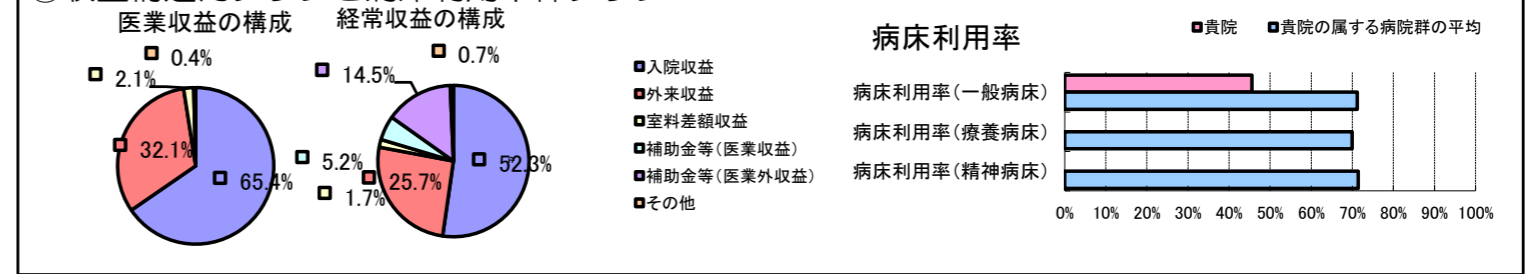 医業収益の構成
0.4%
2.1%
32.1%
65.4%
経常収益の構成
0.7%
14.5%
5.2%
1.7%
25.7%
52.3%
入院収益
外来収益
室料差額収益
補助金等(医業収益)
補助金等(医業外収益)
その他
病床利用率
貴院 貴院の属する病院群の平均
病床利用率(一般病床)
病床利用率(療養病床)
病床利用率(精神病床)
0% 10% 20% 30% 40% 50% 60% 70% 80% 90% 100%